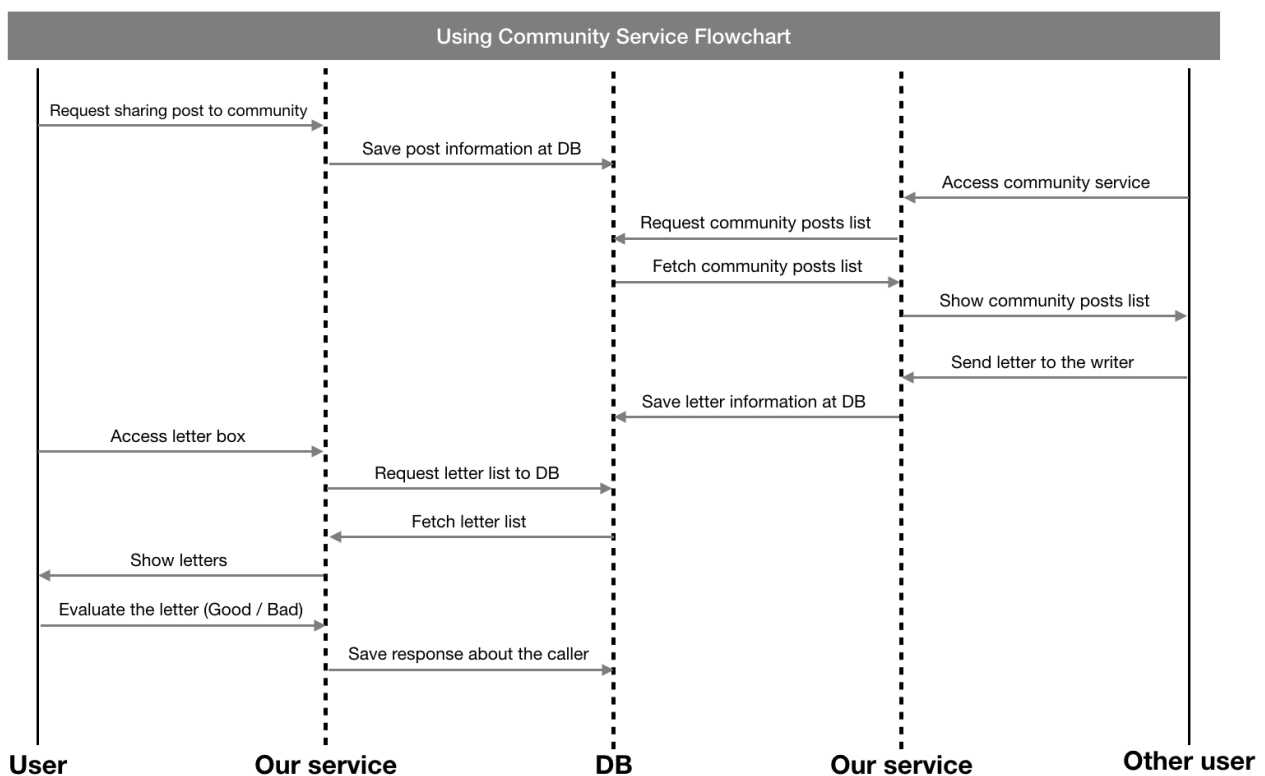 Using Community Service Flowchart
Request sharing post to community
Save post information at DB
Access community service
Request community posts list
Fetch community posts list
Show community posts list
Send letter to the writer
Save letter information at DB
Access letter box
Request letter list to DB
Fetch letter list
Show letters
Evaluate the letter (Good / Bad)
Save response about the caller
User
Our service
DB
Our service
Other user